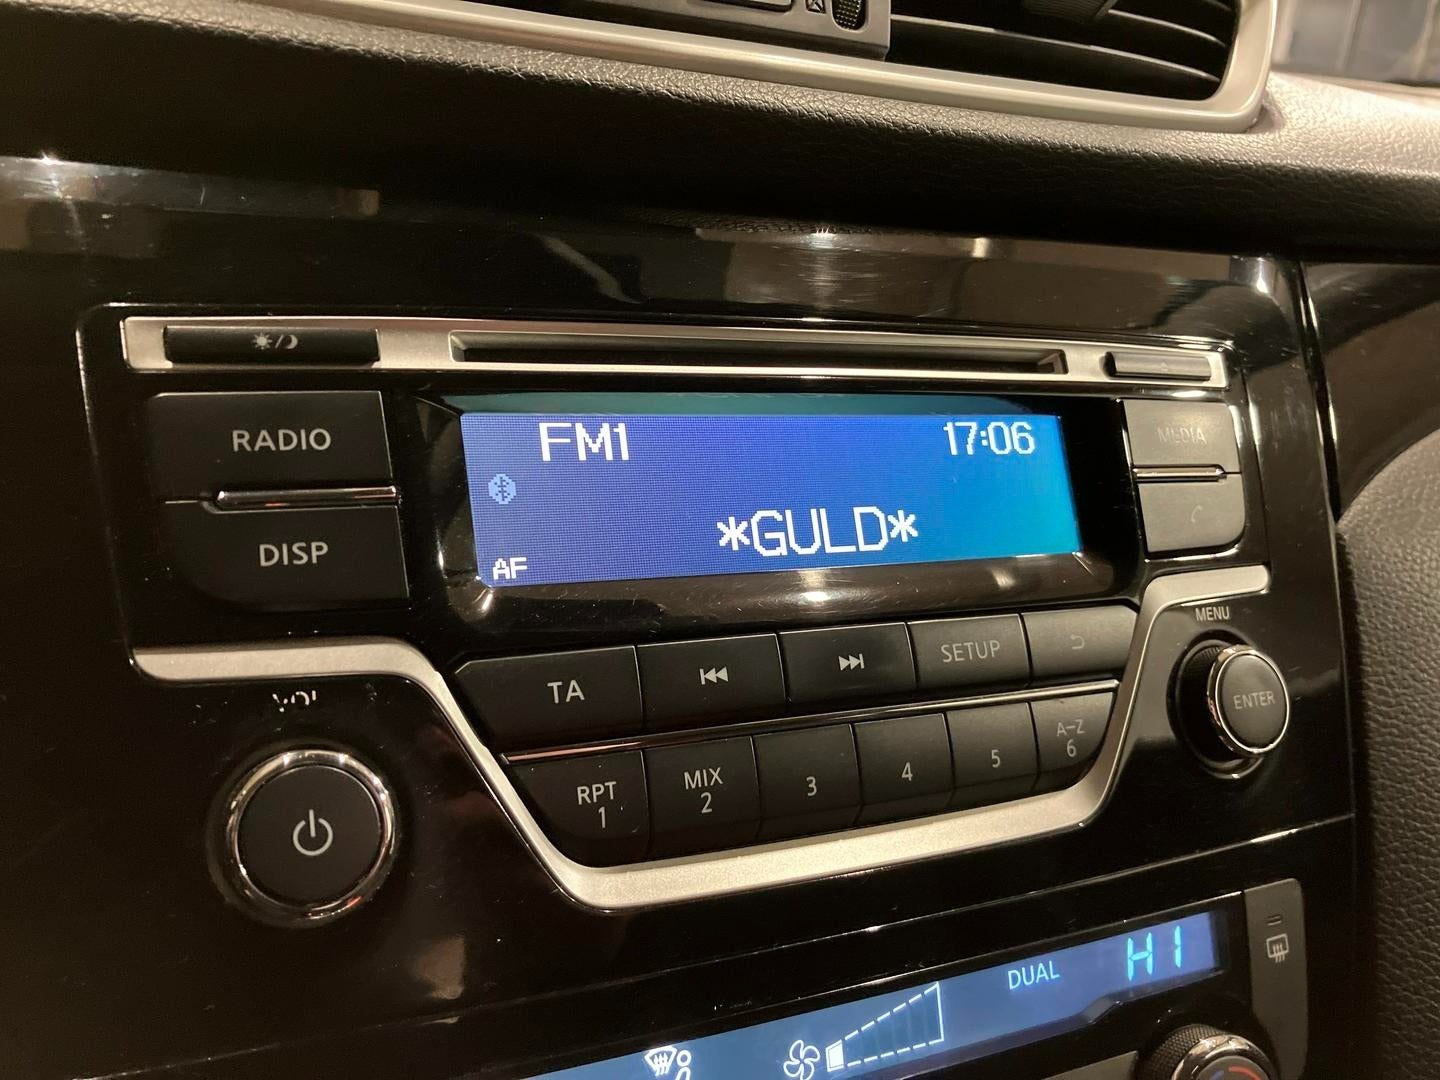 RADIO
DISP
FM1 17:06
*GULD*
AF
MEDIA
VOL
TA
SETUP
MENU
ENTER
RPT
1
MIX
2
3
4
5
A-Z
6
DUAL
HI